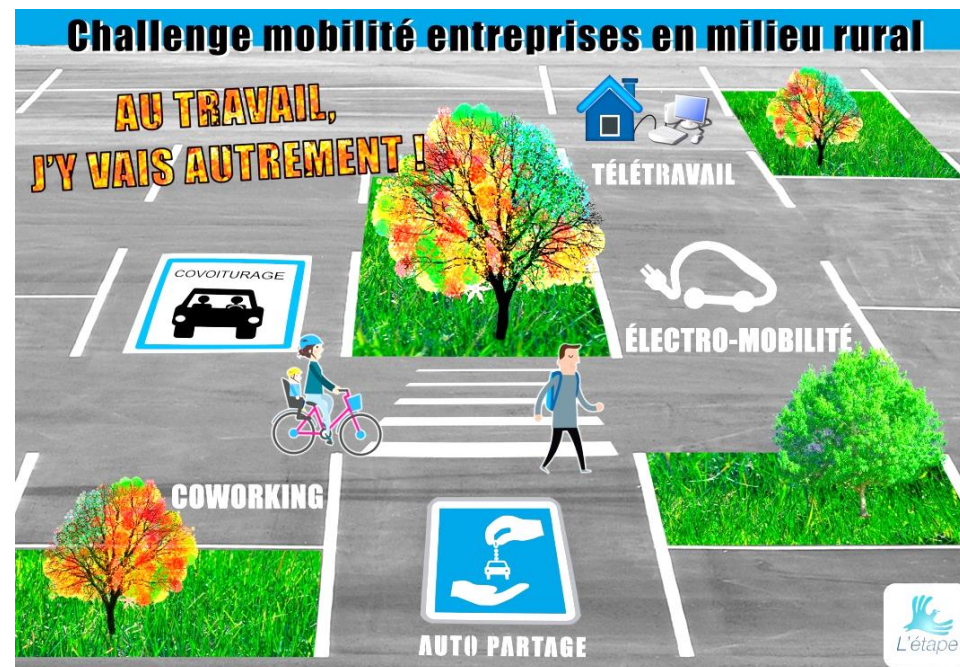 Challenge mobilité entreprises en milieu rural
AU TRAVAIL,
J'Y VAIS AUTREMENT !
TÉLÉTRAVAIL
COVOITURAGE
ÉLECTRO-MOBILITÉ
COWORKING
AUTO PARTAGE
L'étape